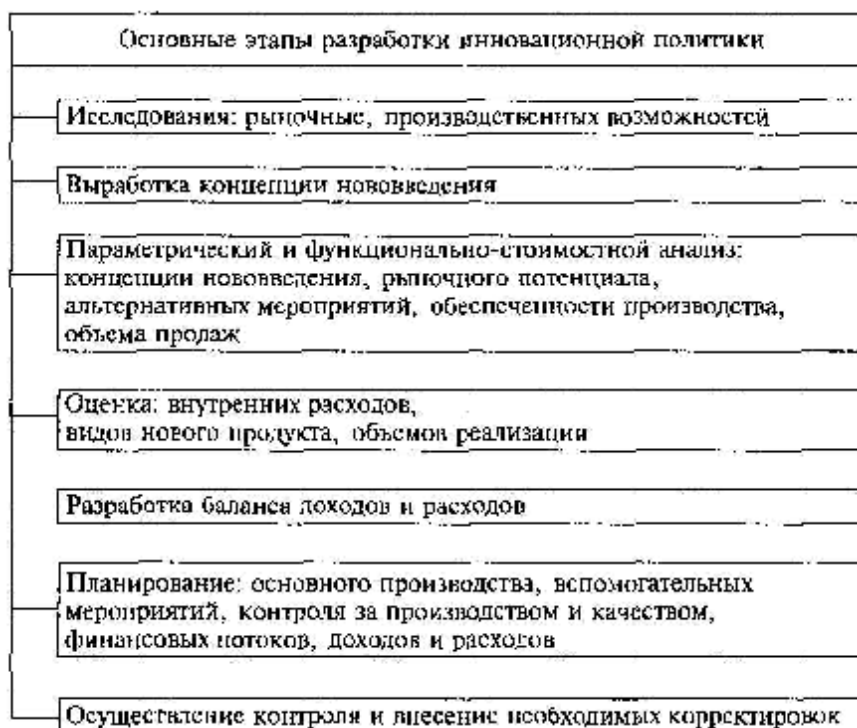 Основные этапы разработки инновационной политики
Исследования: рыночные, производственных возможностей
Выработка концепции нововведения
Параметрический и функционально-стоимостной анализ:
концепции нововведения, рыночного потенциала,
альтернативных мероприятий, обеспеченности производства,
объема продаж
Оценка: внутренних расходов,
видов нового продукта, объемов реализации
Разработка баланса доходов и расходов
Планирование: основного производства, вспомогательных
мероприятий, контроля за производством и качеством,
финансовых потоков, доходов и расходов
Осуществление контроля и внесение необходимых корректировок